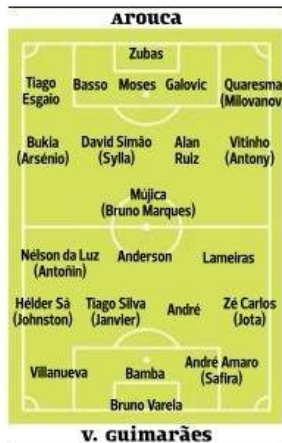 Arouca
Zubas
Tiago Basso Moses Galovic Quaresma
Esgaio (Milovanov
Bukia David Simão Alan Vitinho
(Arsénio) (Sylla) Ruiz (Antony)
Mújica
(Bruno Marques)
Nélson da Luz Anderson Lameiras
(Antoñin)
Hélder Sá Tiago Silva André Zé Carlos
(Johnston) (Janvier) (Jota)
Villanueva Bamba André Amaro
(Safira)
Bruno Varela
V. Guimarães